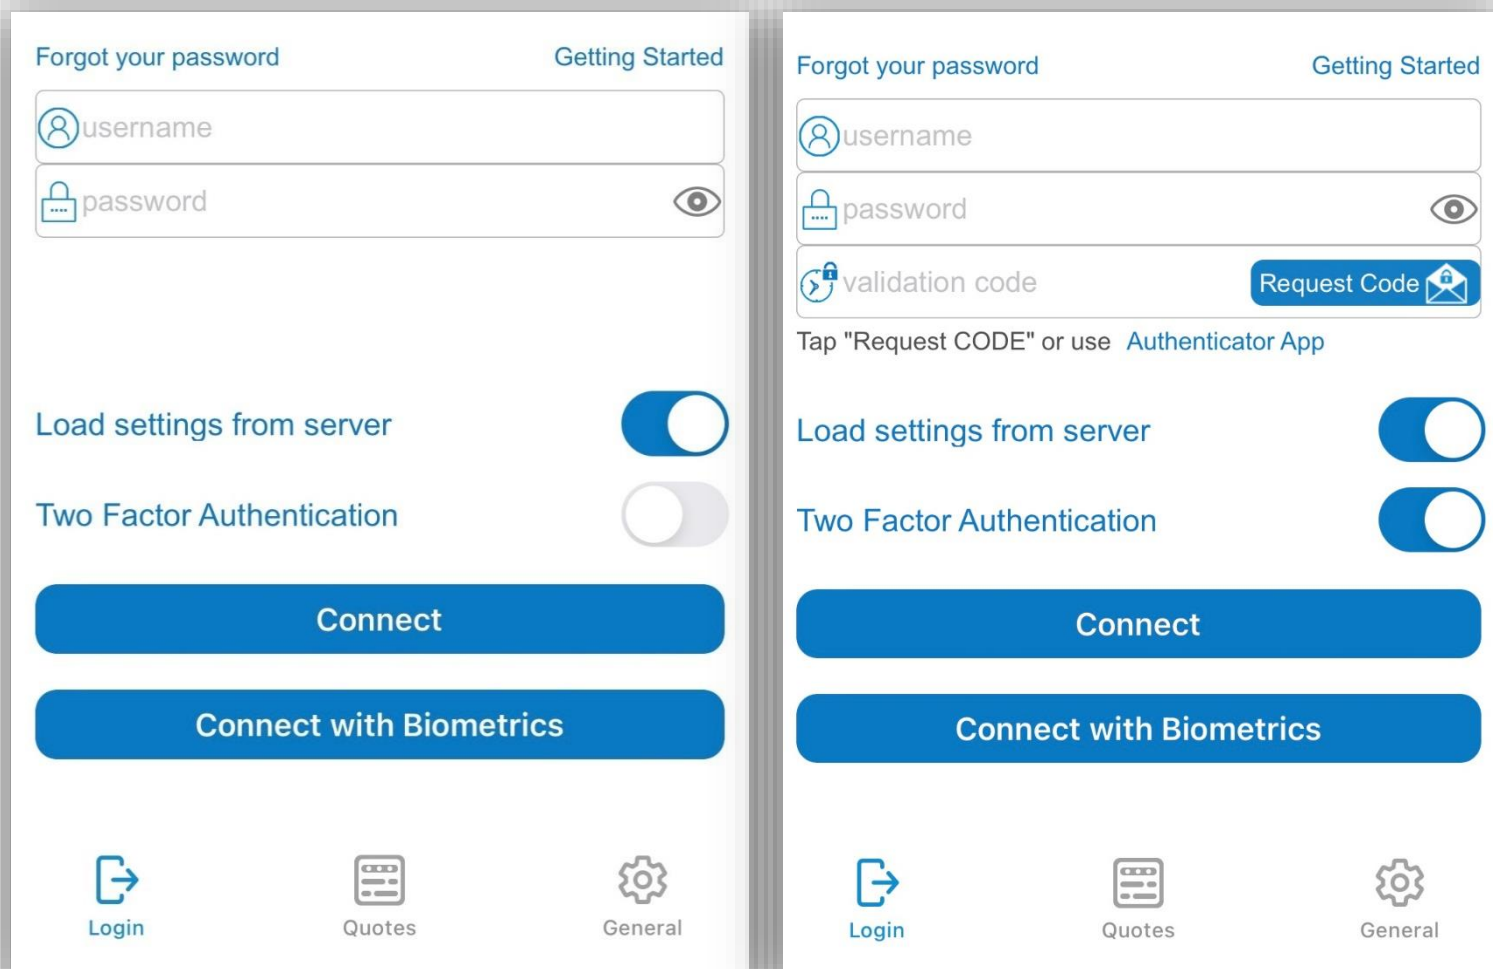 Forgot your password Getting Started
username
password
Load settings from server
Two Factor Authentication
Connect
Connect with Biometrics
Login Quotes General
Forgot your password Getting Started
username
password
validation code Request Code
Tap "Request CODE" or use Authenticator App
Load settings from server
Two Factor Authentication
Connect
Connect with Biometrics
Login Quotes General